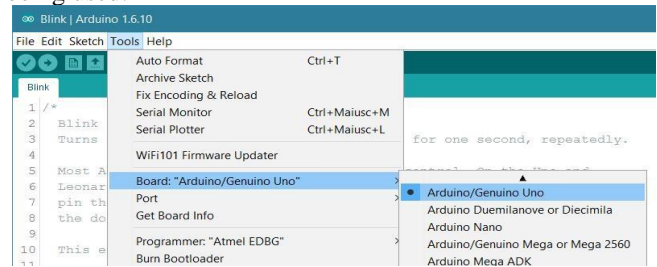 Blink | Arduino 1.6.10
File Edit Sketch Tools Help
Blink
Auto Format Ctrl+T
Archive Sketch
Fix Encoding & Reload
Serial Monitor Ctrl+Maiusc+M
Serial Plotter Ctrl+Maiusc+L
WiFi101 Firmware Updater
Board: "Arduino/Genuino Uno"
Port
Get Board Info
Programmer: "Atmel EDBG"
Burn Bootloader
1 /*
2 Blink
3 Turns for one second, repeatedly.
4
5 Most A
6 Leonar
7 pin th
8 the do
9
10 This e
11
Arduino/Genuino Uno
Arduino Duemilanove or Diecimila
Arduino Nano
Arduino/Genuino Mega or Mega 2560
Arduino Mega ADK